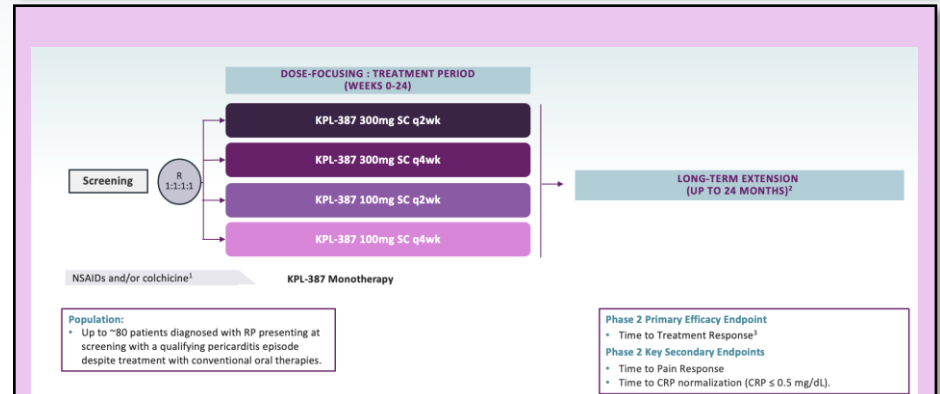 DOSE-FOCUSING : TREATMENT PERIOD
(WEEKS 0-24)
KPL-387 300mg SC q2wk
KPL-387 300mg SC q4wk
KPL-387 100mg SC q2wk
KPL-387 100mg SC q4wk
Screening
R
1:1:1:1
LONG-TERM EXTENSION
(UP TO 24 MONTHS)²
NSAIDs and/or colchicine¹
KPL-387 Monotherapy
Population:
• Up to ~80 patients diagnosed with RP presenting at
screening with a qualifying pericarditis episode
despite treatment with conventional oral therapies.
Phase 2 Primary Efficacy Endpoint
• Time to Treatment Response³
Phase 2 Key Secondary Endpoints
• Time to Pain Response
• Time to CRP normalization (CRP ≤ 0.5 mg/dL).